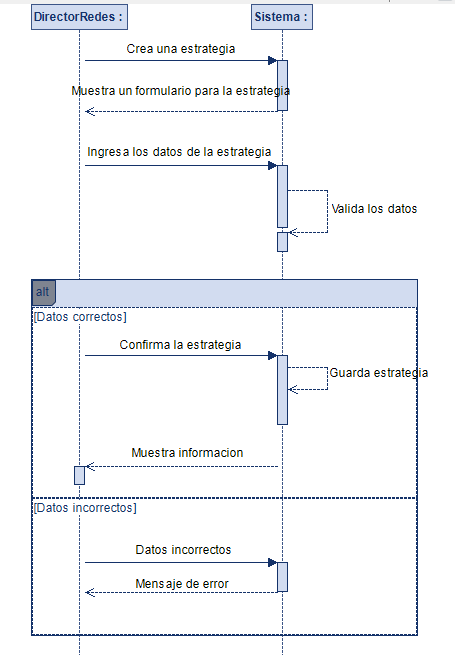 DirectorRedes :
Sistema :
Crea una estrategia
Muestra un formulario para la estrategia
Ingresa los datos de la estrategia
Valida los datos
alt
[Datos correctos]
Confirma la estrategia
Guarda estrategia
Muestra informacion
[Datos incorrectos]
Datos incorrectos
Mensaje de error